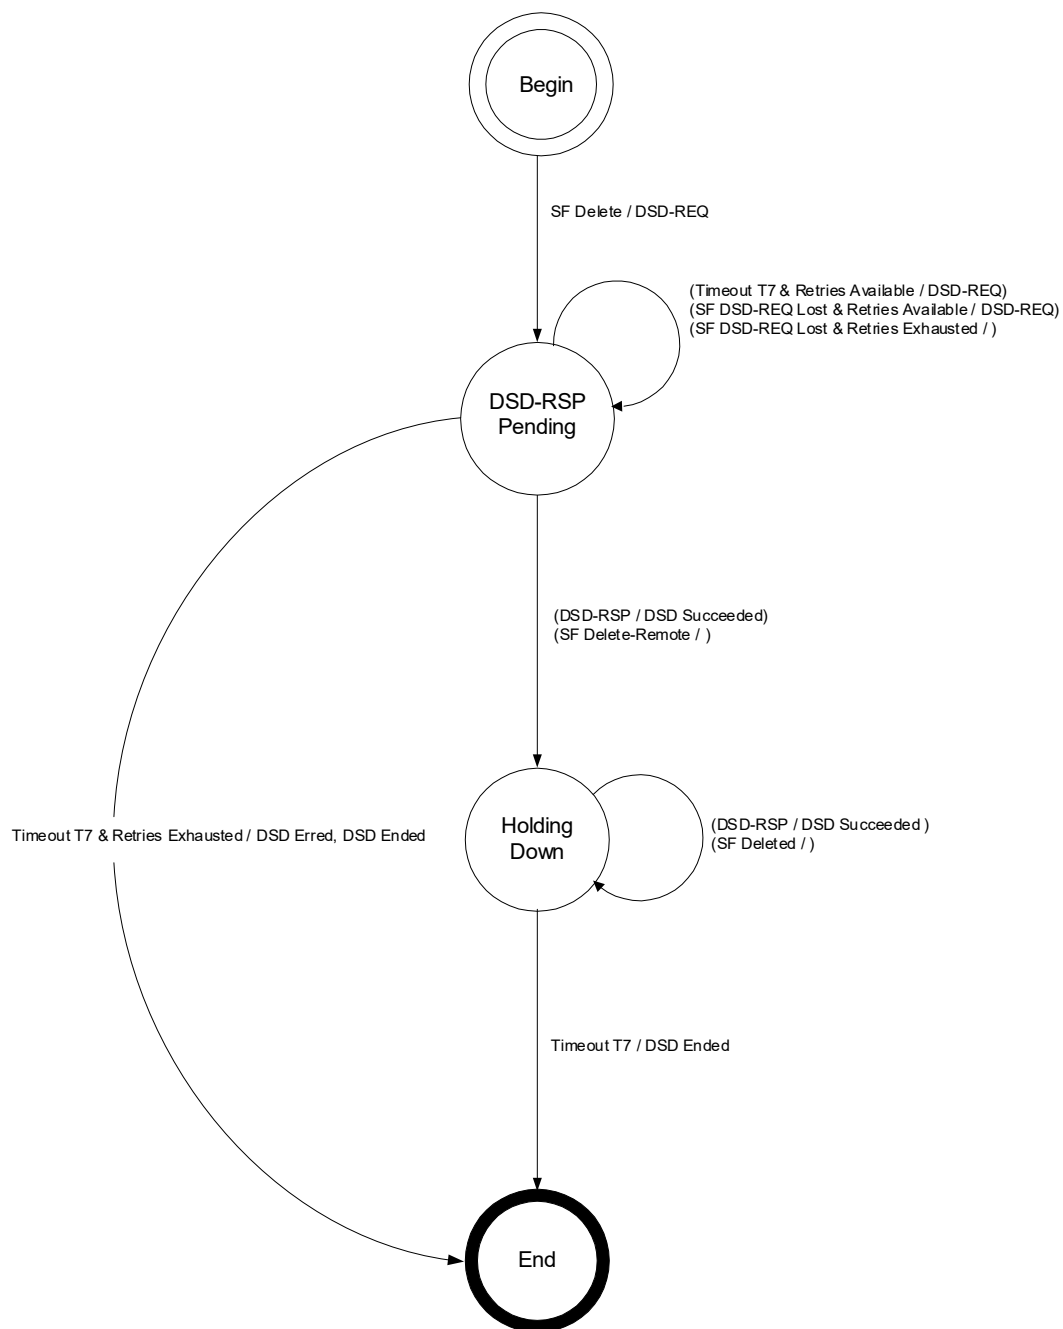 Begin
SF Delete / DSD-REQ
(Timeout T7 & Retries Available / DSD-REQ)
(SF DSD-REQ Lost & Retries Available / DSD-REQ)
(SF DSD-REQ Lost & Retries Exhausted / )
DSD-RSP
Pending
(DSD-RSP / DSD Succeeded)
(SF Delete-Remote / )
Timeout T7 & Retries Exhausted / DSD Erred, DSD Ended
Holding
Down
(DSD-RSP / DSD Succeeded )
(SF Deleted / )
Timeout T7 / DSD Ended
End